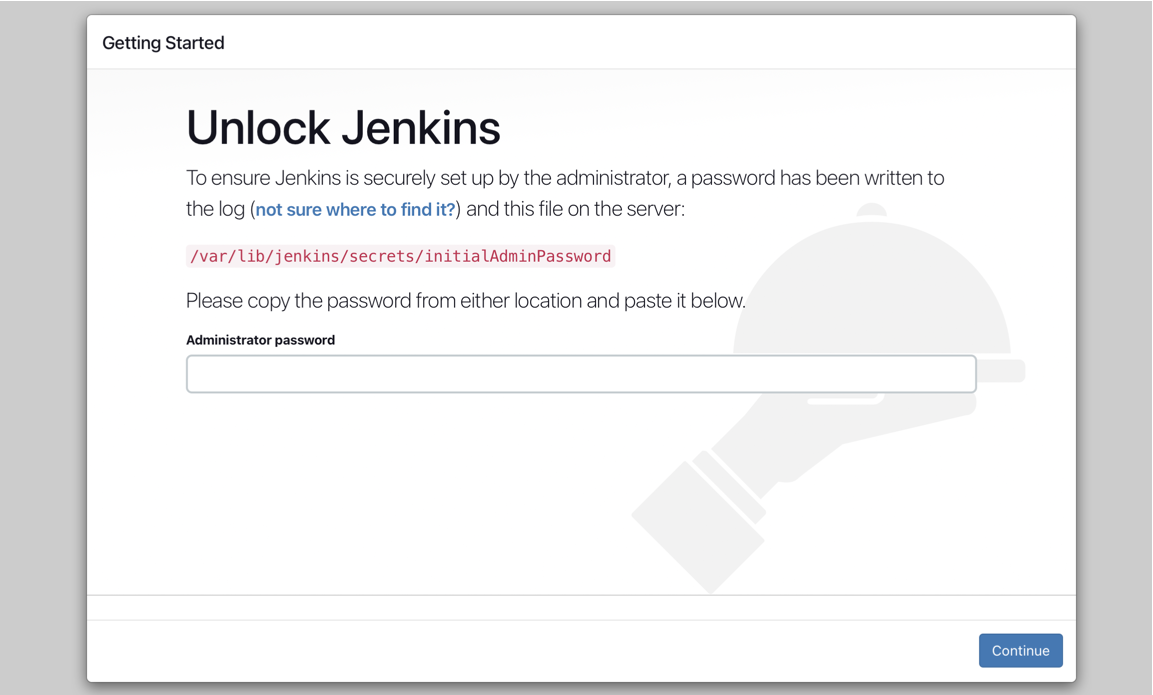 Getting Started
Unlock Jenkins
To ensure Jenkins is securely set up by the administrator, a password has been written to
the log (not sure where to find it?) and this file on the server:
/var/lib/jenkins/secrets/initialAdminPassword
Please copy the password from either location and paste it below.
Administrator password
Continue